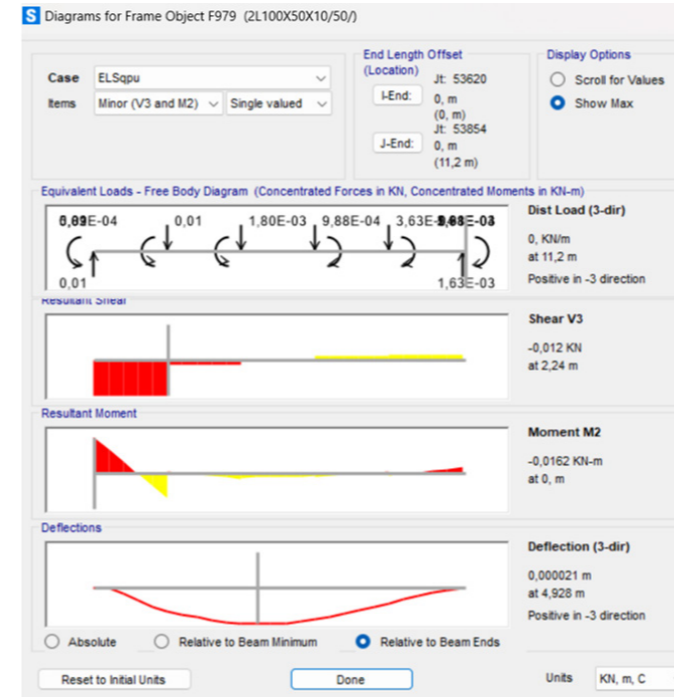 S Diagrams for Frame Object F979 (2L100X50X10/50/)
Case ELSqpu
Items Minor (V3 and M2) Single valued
End Length Offset
(Location)
Jt: 53620
I-End: 0, m
(0, m)
Jt: 53854
J-End: 0, m
(11,2 m)
Display Options
Scroll for Values
Show Max
Equivalent Loads - Free Body Diagram (Concentrated Forces in KN, Concentrated Moments in KN-m)
0,01 1,80E-03 9,88E-04
0,01 1,63E-03
Dist Load (3-dir)
0, KN/m
at 11,2 m
Positive in -3 direction
Resultant Shear
Shear V3
-0,012 KN
at 2,24 m
Resultant Moment
Moment M2
-0,0162 KN-m
at 0, m
Deflections
Deflection (3-dir)
0,000021 m
at 4,928 m
Positive in -3 direction
Absolute Relative to Beam Minimum Relative to Beam Ends
Reset to Initial Units Done Units KN, m, C